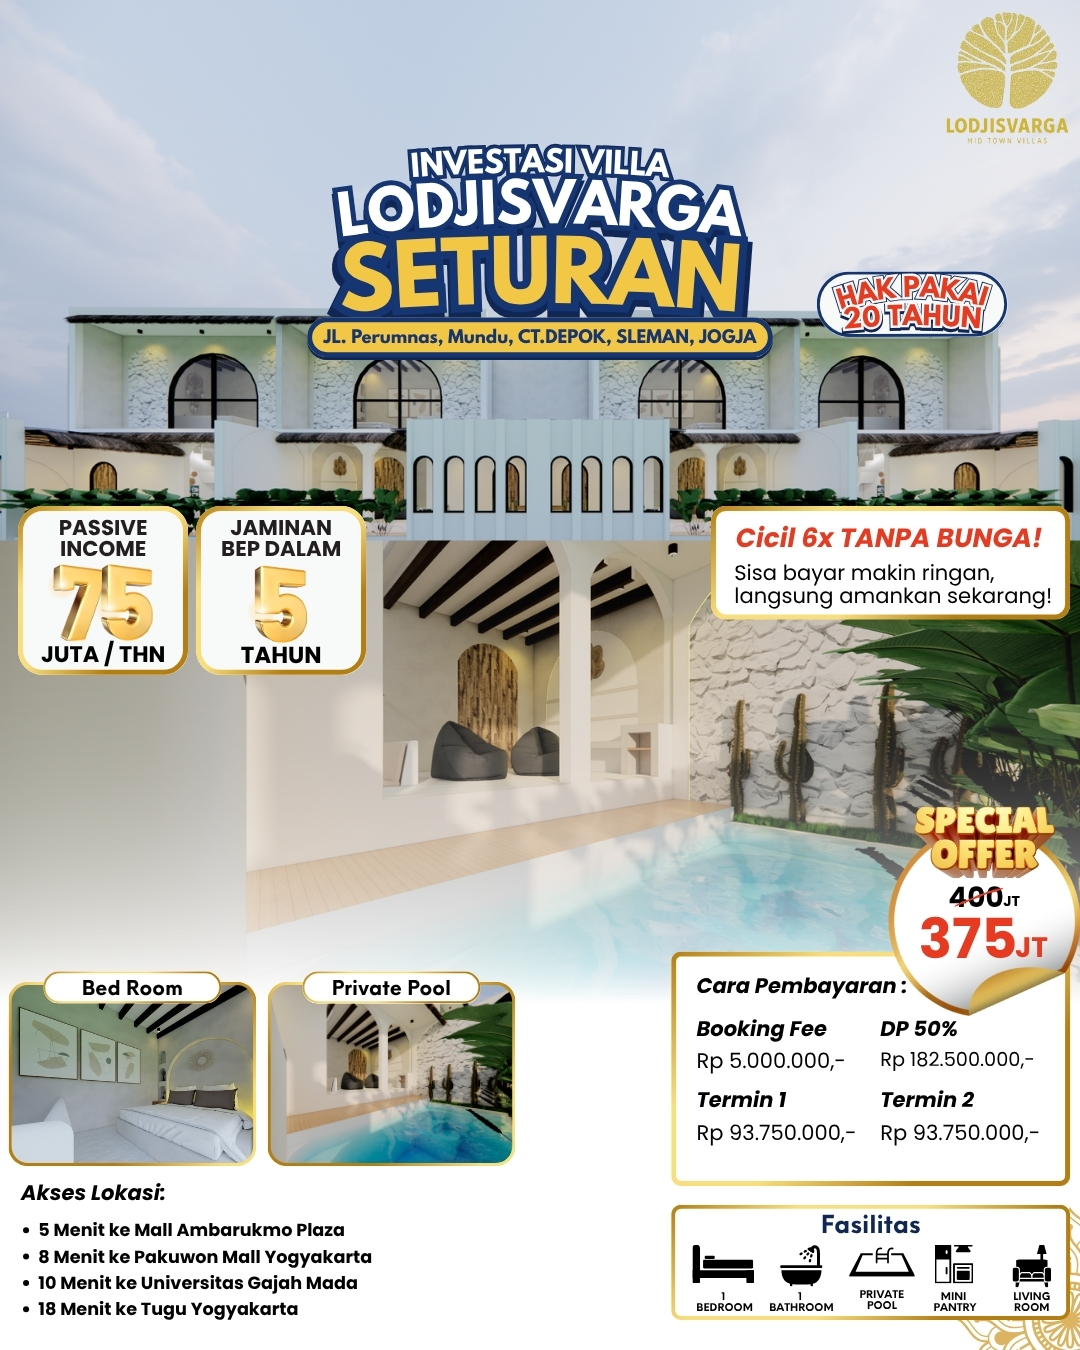 LODJISVARGA
MID TOWN VILLAS
INVESTASI VILLA
LODJISVARGA
SETURAN
JL. Perumnas, Mundu, CT.DEPOK, SLEMAN, JOGJA
HAK PAKAI
20 TAHUN
PASSIVE
INCOME
75
JUTA / THN
JAMINAN
BEP DALAM
5
TAHUN
Cicil 6x TANPA BUNGA!
Sisa bayar makin ringan,
langsung amankan sekarang!
SPECIAL
OFFER
400JT
375JT
Bed Room
Private Pool
Cara Pembayaran :
Booking Fee
Rp 5.000.000,-
DP 50%
Rp 182.500.000,-
Termin 1
Rp 93.750.000,-
Termin 2
Rp 93.750.000,-
Akses Lokasi:
• 5 Menit ke Mall Ambarukmo Plaza
• 8 Menit ke Pakuwon Mall Yogyakarta
• 10 Menit ke Universitas Gajah Mada
• 18 Menit ke Tugu Yogyakarta
Fasilitas
1
BEDROOM
1
BATHROOM
PRIVATE
POOL
MINI
PANTRY
LIVING
ROOM